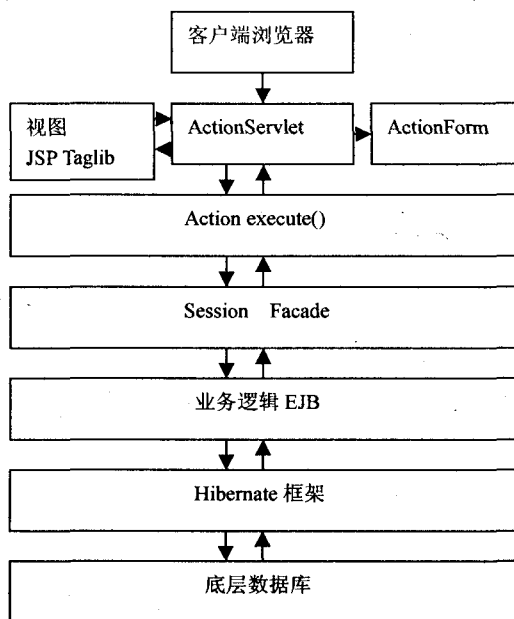 客户端浏览器
视图
JSP Taglib
ActionServlet
ActionForm
Action execute()
Session Facade
业务逻辑 EJB
Hibernate 框架
底层数据库